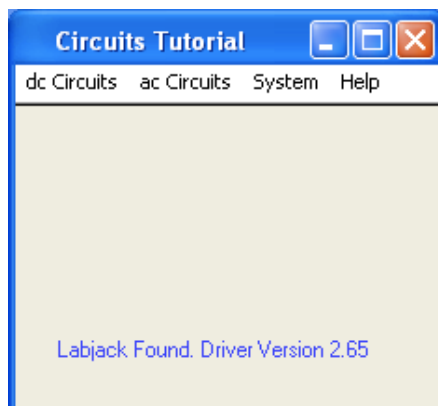 Circuits Tutorial
dc Circuits ac Circuits System Help
Labjack Found. Driver Version 2.65